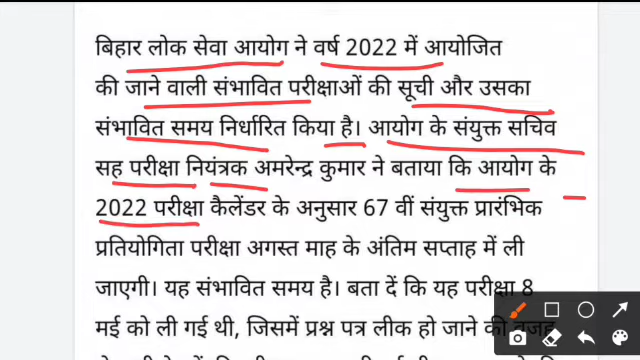 बिहार लोक सेवा आयोग ने वर्ष 2022 में आयोजित
की जाने वाली संभावित परीक्षाओं की सूची और उसका
संभावित समय निर्धारित किया है। आयोग के संयुक्त सचिव
सह परीक्षा नियंत्रक अमरेन्द्र कुमार ने बताया कि आयोग के
2022 परीक्षा कैलेंडर के अनुसार 67 वीं संयुक्त प्रारंभिक
प्रतियोगिता परीक्षा अगस्त माह के अंतिम सप्ताह में ली
जाएगी। यह संभावित समय है। बता दें कि यह परीक्षा 8
मई को ली गई थी, जिसमें प्रश्न पत्र लीक हो जाने की वजह